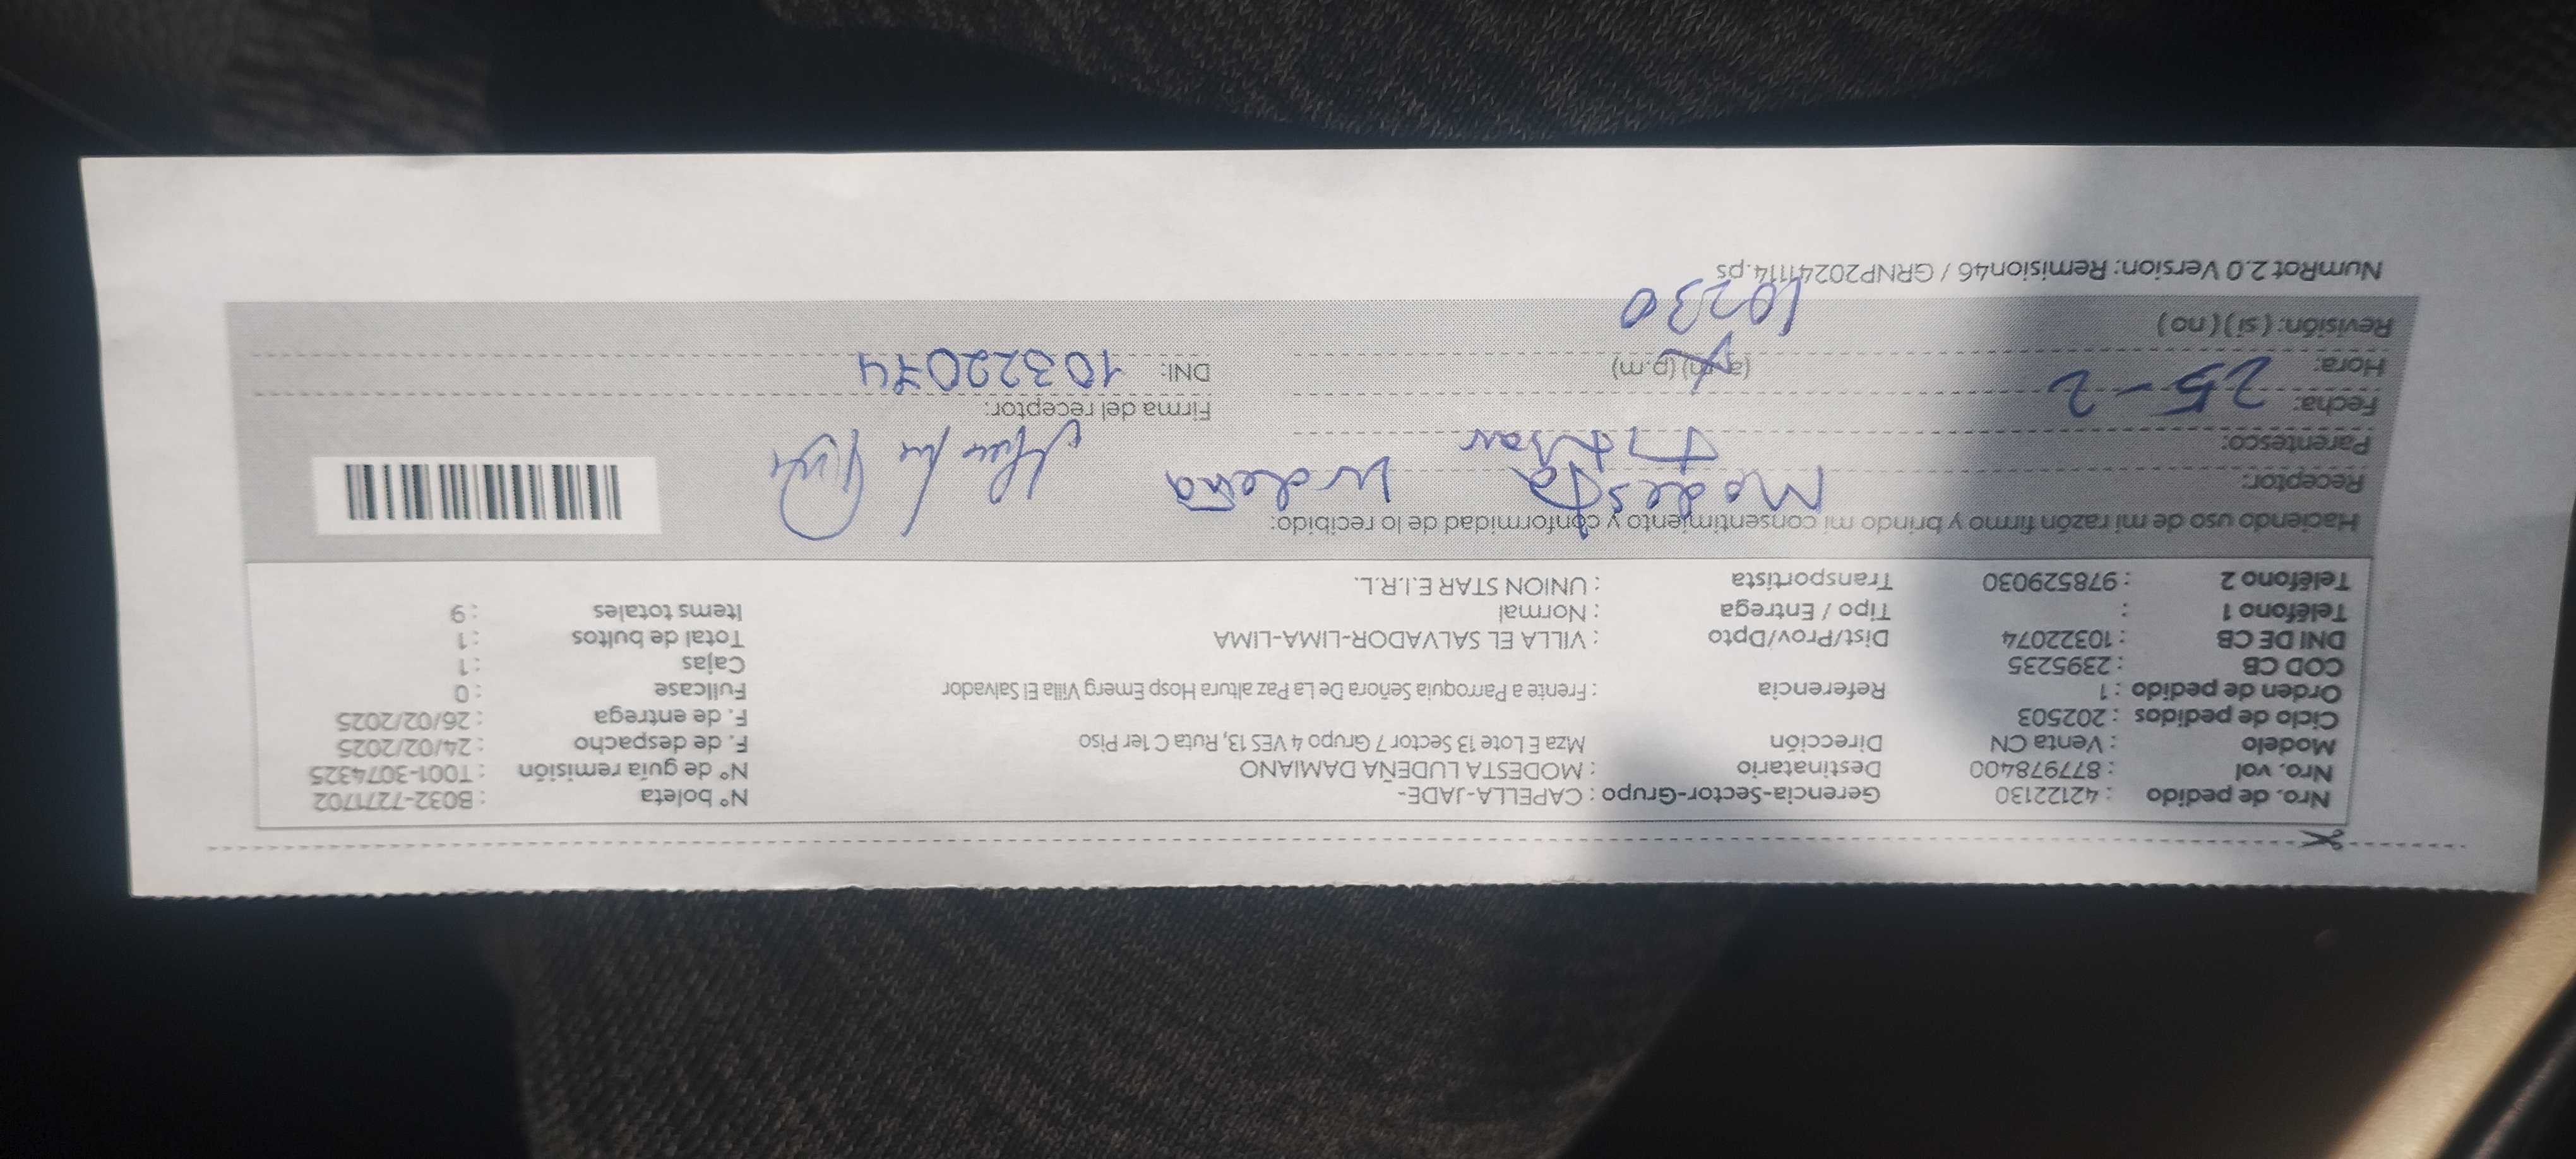 Nro. de pedido : 42122130 Gerencia-Sector-Grupo : CAPELLA-JADE- N° boleta : B032-7271702
Nro. vol : 877978400 Destinatario : MODESTA LUDEÑA DAMIANO N° de guía remisión : T001-3074325
Modelo : Venta CN Dirección Mza E Lote 13 Sector 7 Grupo 4 VES 13, Ruta C 1er Piso F. de despacho : 24/02/2025
Ciclo de pedidos : 202503 F. de entrega : 26/02/2025
Orden de pedido : 1 Referencia : Frente a Parroquia Señora De La Paz altura Hosp Emerg Villa El Salvador Fullcase : 0
COD CB : 2395235 Cajas : 1
DNI DE CB : 10322074 Dist/Prov/Dpto : VILLA EL SALVADOR-LIMA-LIMA Total de bultos : 1
Teléfono 1 : Tipo / Entrega : Normal Items totales : 9
Teléfono 2 : 978529030 Transportista : UNION STAR E.I.R.L.
Haciendo uso de mi razón firmo y brindo mi consentimiento y conformidad de lo recibido:
Receptor: Modesta Ludeña
Parentesco:
Fecha: 25-2 Firma del receptor:
Hora: (a.m) (p.m) DNI: 10322074
Revisión: ( si ) ( no ) 10230
NumRot 2.0 Version: Remision46 / GRNP20241114.ps